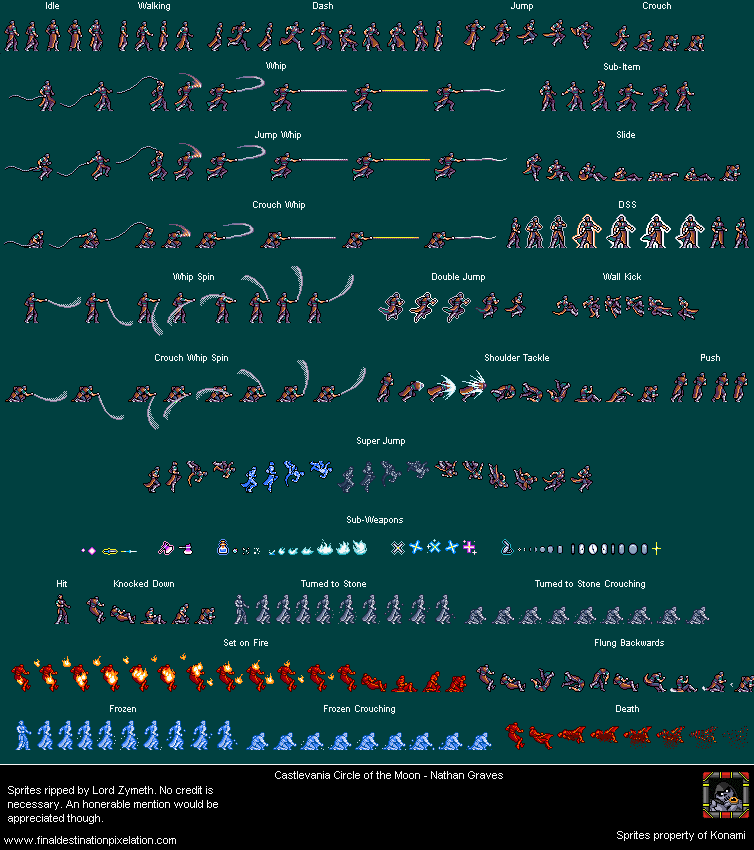 Idle
Walking
Dash
Jump
Crouch
Whip
Sub-Item
Jump Whip
Slide
Crouch Whip
DSS
Whip Spin
Double Jump
Wall Kick
Crouch Whip Spin
Shoulder Tackle
Push
Super Jump
Sub-Weapons
Hit
Knocked Down
Turned to Stone
Turned to Stone Crouching
Set on Fire
Flung Backwards
Frozen
Frozen Crouching
Death
Castlevania Circle of the Moon - Nathan Graves
Sprites ripped by Lord Zymeth. No credit is
necessary. An honerable mention would be
appreciated though.
www.finaldestinationpixelation.com
Sprites property of Konami